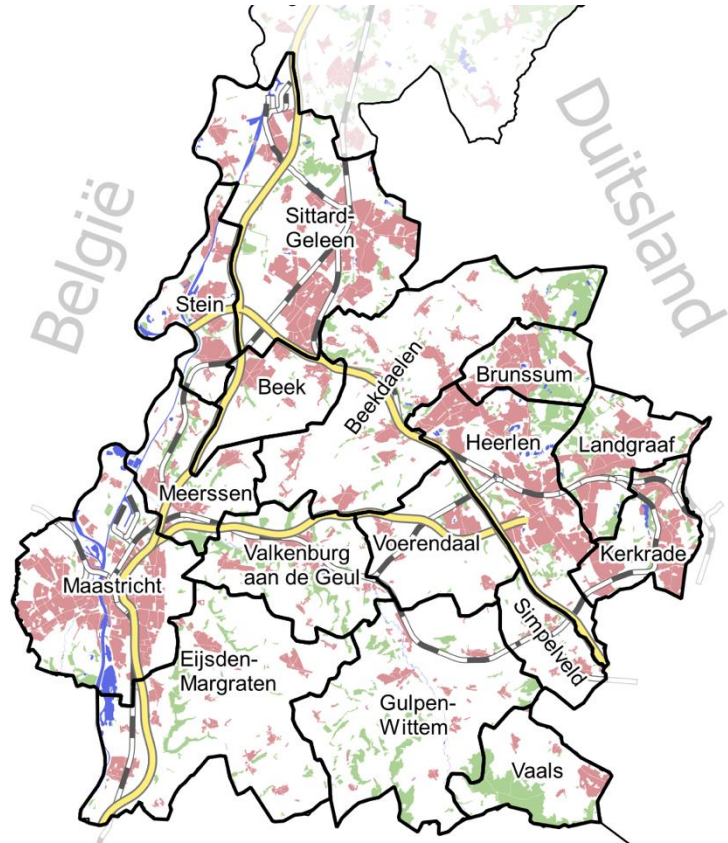 België
Duitsland
Sittard-
Geleen
Stein
Beek
Beekdaelen
Brunssum
Heerlen
Landgraaf
Meerssen
Valkenburg
aan de Geul
Voerendaal
Kerkrade
Maastricht
Simpelveld
Eijsden-
Margraten
Gulpen-
Wittem
Vaals